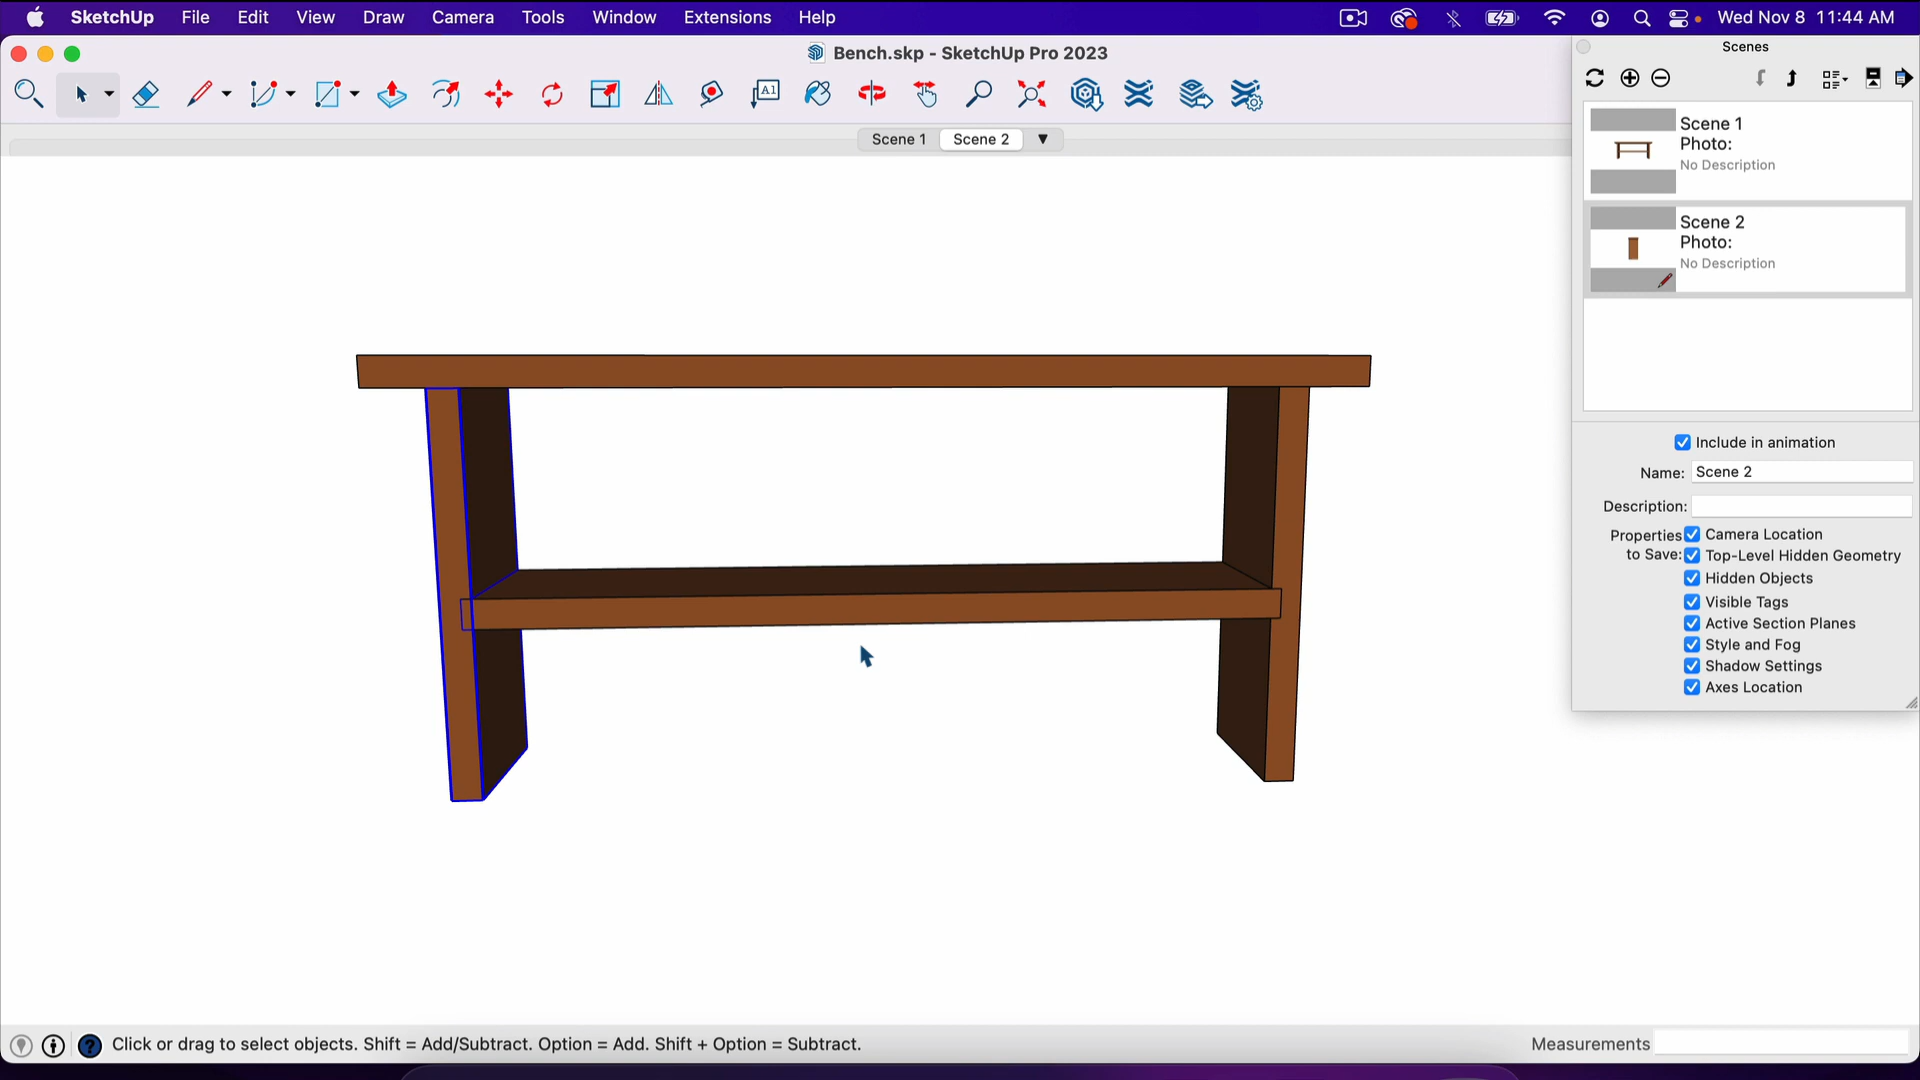 SketchUp File Edit View Draw Camera Tools Window Extensions Help Wed Nov 8 11:44 AM
Bench.skp - SketchUp Pro 2023
Scenes
A1
Scene 1 Scene 2
Scene 1
Photo:
No Description
Scene 2
Photo:
No Description
Include in animation
Name: Scene 2
Description:
Properties to Save:
Camera Location
Top-Level Hidden Geometry
Hidden Objects
Visible Tags
Active Section Planes
Style and Fog
Shadow Settings
Axes Location
Click or drag to select objects. Shift = Add/Subtract. Option = Add. Shift + Option = Subtract.
Measurements